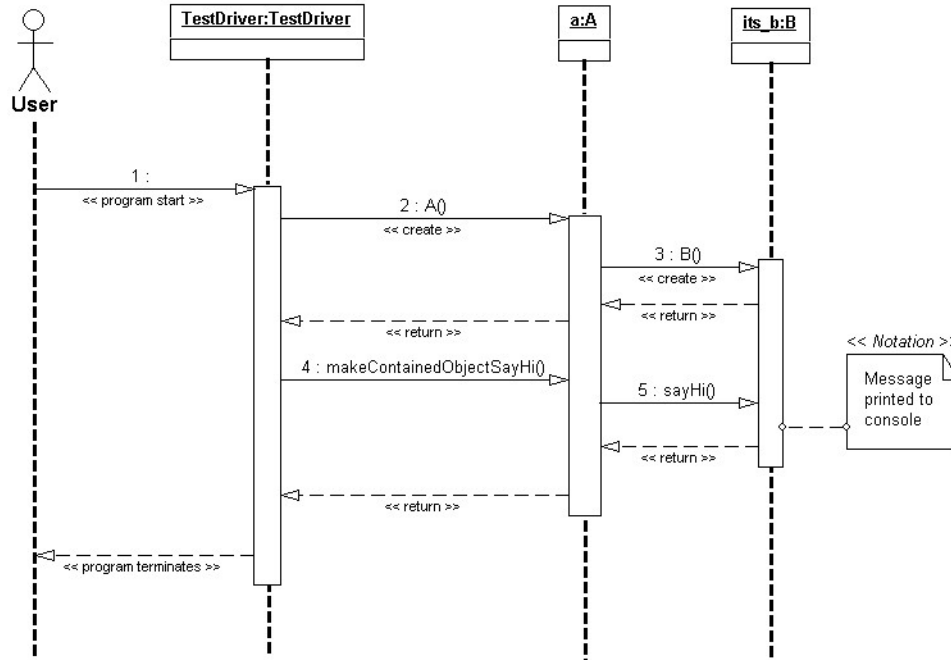 TestDriver:TestDriver
a:A
its_b:B
User
1 :
<< program start >>
2 : A()
<< create >>
3 : B()
<< create >>
<< return >>
<< return >>
<< Notation >>
4 : makeContainedObjectSayHi()
Message
printed to
console
5 : sayHi()
<< return >>
<< return >>
<< program terminates >>